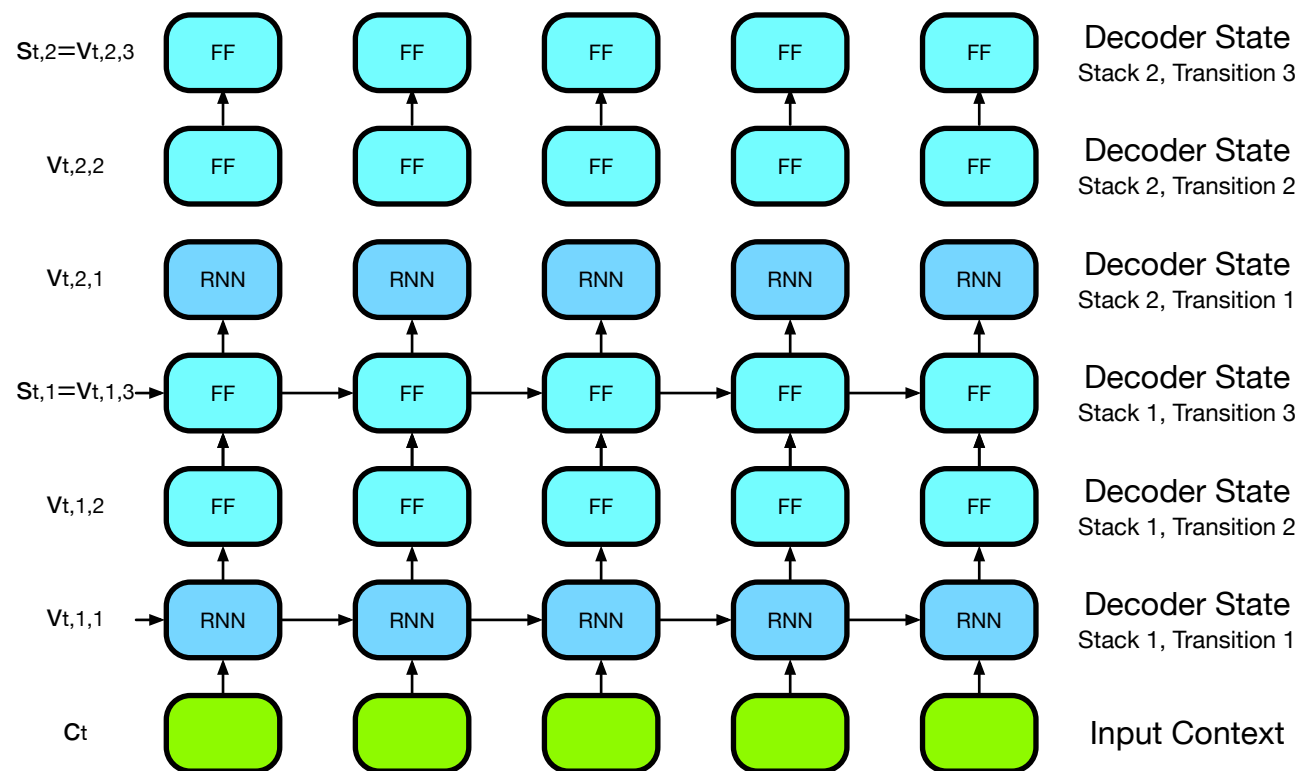 St,2=Vt,2,3 FF FF FF FF FF Decoder State
Stack 2, Transition 3
Vt,2,2 FF FF FF FF FF Decoder State
Stack 2, Transition 2
Vt,2,1 RNN RNN RNN RNN RNN Decoder State
Stack 2, Transition 1
St,1=Vt,1,3 FF FF FF FF FF Decoder State
Stack 1, Transition 3
Vt,1,2 FF FF FF FF FF Decoder State
Stack 1, Transition 2
Vt,1,1 RNN RNN RNN RNN RNN Decoder State
Stack 1, Transition 1
Ct Input Context